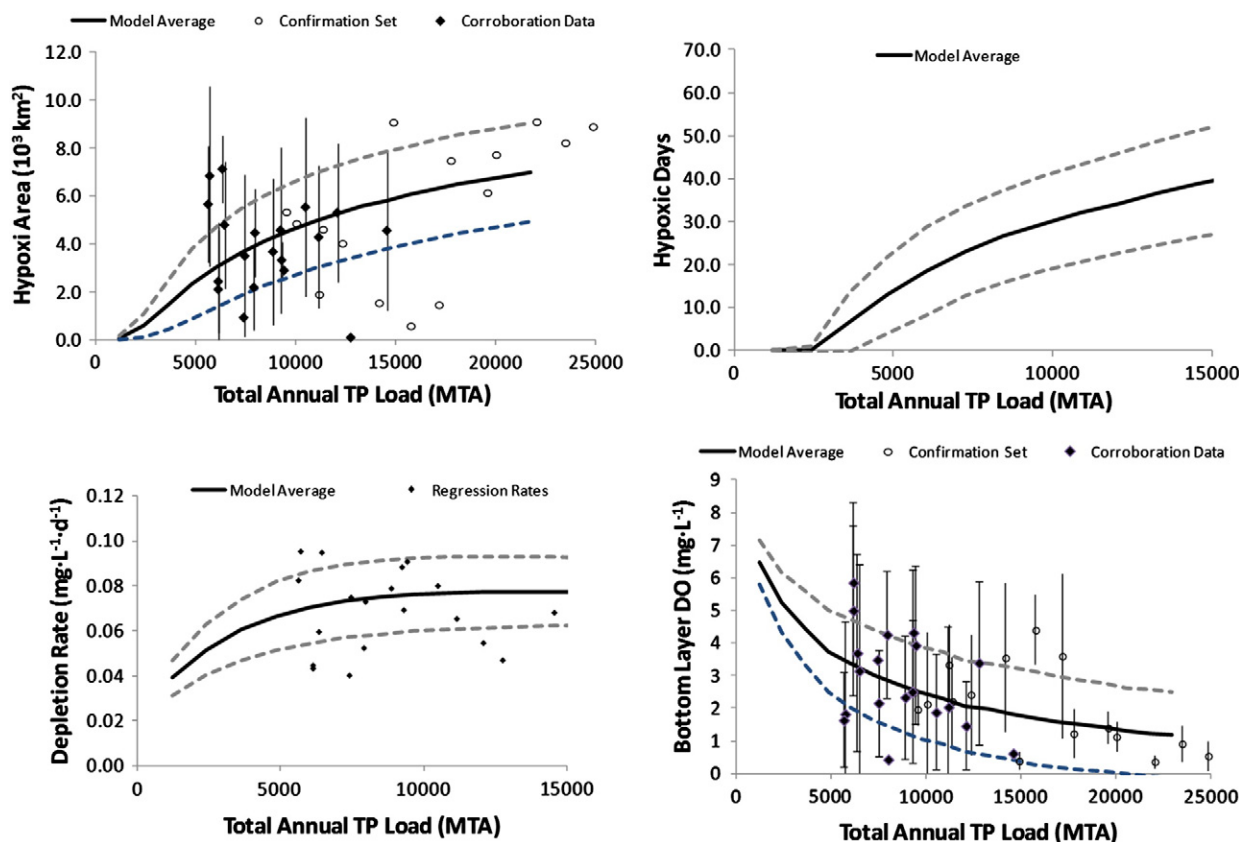 Model Average Confirmation Set Corroboration Data
12.0
10.0
8.0
6.0
4.0
2.0
0.0
Hypoxi Area (10³ km²)
0 5000 10000 15000 20000 25000
Total Annual TP Load (MTA)
Model Average
70.0
60.0
50.0
40.0
30.0
20.0
10.0
0.0
Hypoxic Days
0 5000 10000 15000
Total Annual TP Load (MTA)
Model Average Regression Rates
0.12
0.10
0.08
0.06
0.04
0.02
0.00
Depletion Rate (mg·L⁻¹·d⁻¹)
0 5000 10000 15000
Total Annual TP Load (MTA)
Model Average Confirmation Set Corroboration Data
9
8
7
6
5
4
3
2
1
0
Bottom Layer DO (mg·L⁻¹)
0 5000 10000 15000 20000 25000
Total Annual TP Load (MTA)